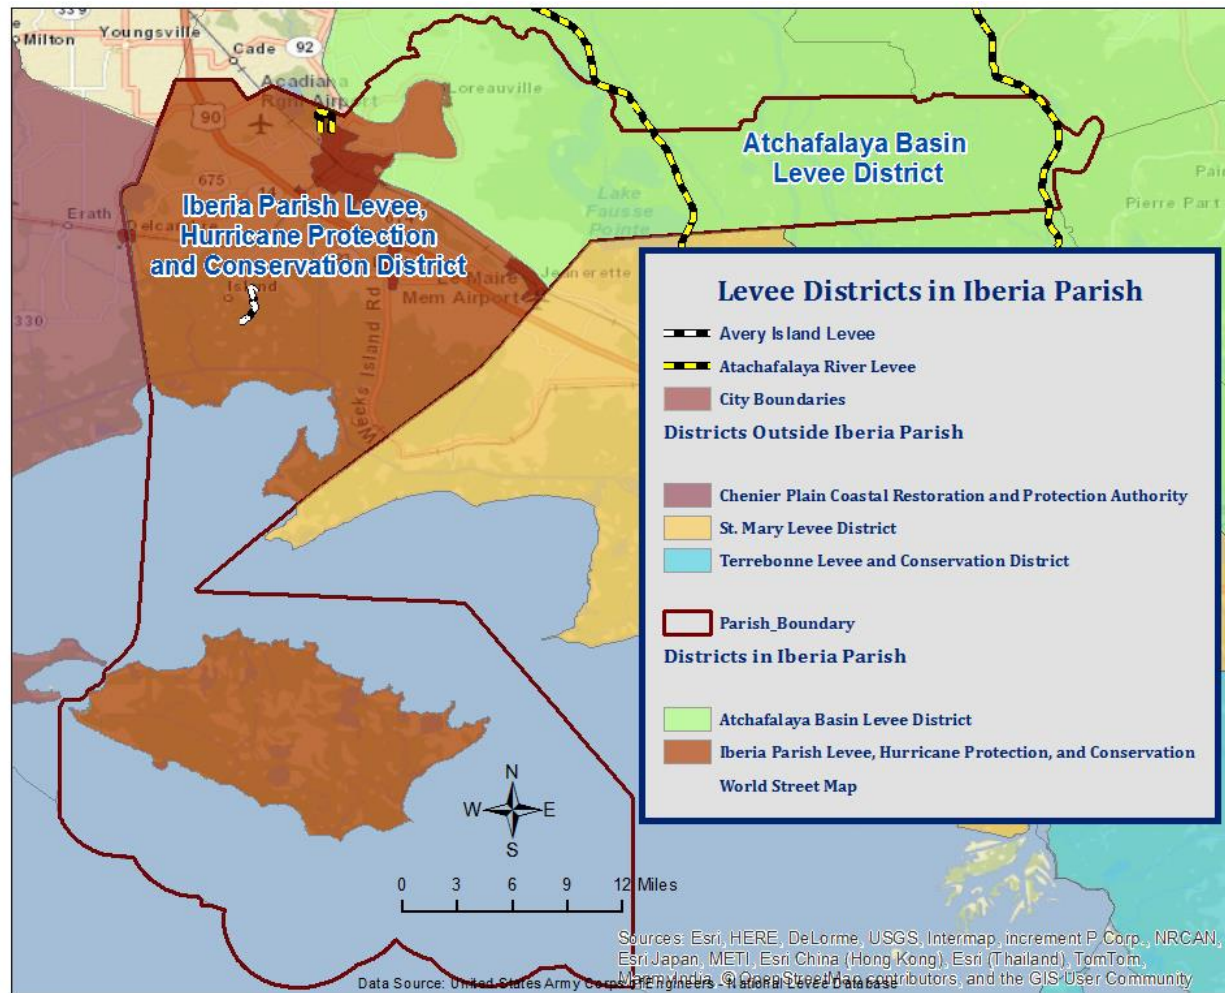 339
Milton
Youngsville
Cade
92
Acadiana
Rgnl Airport
Loreauville
90
Atchafalaya Basin
Levee District
675
14
Lake
Fausse
Pointe
Pierre Part
Erath
Delcambre
Iberia Parish Levee,
Hurricane Protection
and Conservation District
Island
Le Maire
Mem Airport
Jeanerette
330
Weeks Island Rd
Levee Districts in Iberia Parish
Avery Island Levee
Atachafalaya River Levee
City Boundaries
Districts Outside Iberia Parish
Chenier Plain Coastal Restoration and Protection Authority
St. Mary Levee District
Terrebonne Levee and Conservation District
Parish_Boundary
Districts in Iberia Parish
Atchafalaya Basin Levee District
Iberia Parish Levee, Hurricane Protection, and Conservation
World Street Map
N
W E
S
0 3 6 9 12 Miles
Sources: Esri, HERE, DeLorme, USGS, Intermap, increment P Corp., NRCAN,
Esri Japan, METI, Esri China (Hong Kong), Esri (Thailand), TomTom,
MapmyIndia, © OpenStreetMap contributors, and the GIS User Community
Data Source: United States Army Corps of Engineers - National Levee Database